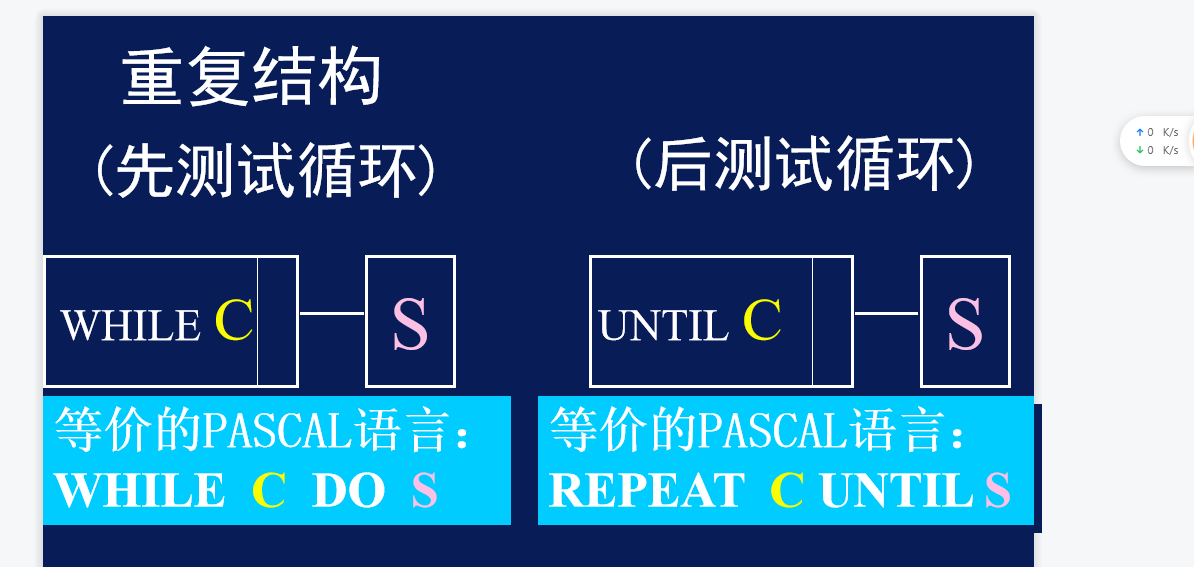 重复结构
(先测试循环)
(后测试循环)
WHILE C
S
UNTIL C
S
等价的PASCAL语言：
WHILE C DO S
等价的PASCAL语言：
REPEAT C UNTIL S
↑ 0 K/s
↓ 0 K/s